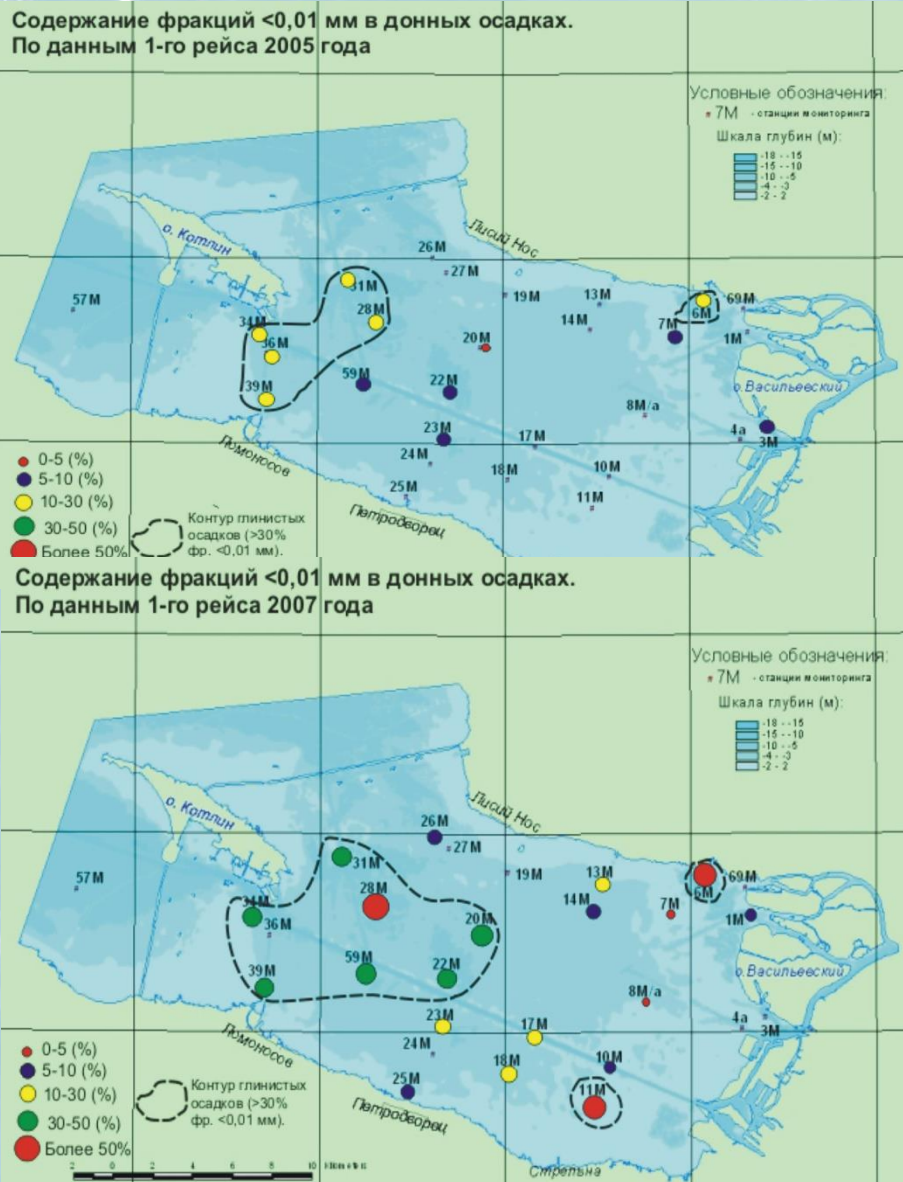 Содержание фракций <0,01 мм в донных осадках.
По данным 1-го рейса 2005 года
Условные обозначения:
7М - станции мониторинга
Шкала глубин (м):
-18 - -15
-15 - -10
-10 - -5
-4 - -3
-2 - 2
о. Котлин
Лисий Нос
26М
27М
31М
19М
13М
69М
57М
28М
6М
34М
14М
7М
1М
36М
20М
59М
22М
о.Васильевский
39М
8М/а
23М
17М
4а
3М
Ломоносов
24М
18М
10М
25М
11М
Петродворец
0-5 (%)
5-10 (%)
10-30 (%)
30-50 (%)
Более 50%
Контур глинистых
осадков (>30%
фр. <0,01 мм).
Содержание фракций <0,01 мм в донных осадках.
По данным 1-го рейса 2007 года
Условные обозначения:
7М - станции мониторинга
Шкала глубин (м):
-18 - -15
-15 - -10
-10 - -5
-4 - -3
-2 - 2
о. Котлин
Лисий Нос
26М
27М
31М
19М
13М
69М
57М
28М
6М
34М
14М
7М
1М
36М
20М
59М
22М
о.Васильевский
39М
8М/а
23М
17М
4а
3М
Ломоносов
24М
18М
10М
25М
11М
Петродворец
Стрельна
0-5 (%)
5-10 (%)
10-30 (%)
30-50 (%)
Более 50%
Контур глинистых
осадков (>30%
фр. <0,01 мм).
2 0 2 4 6 8 10